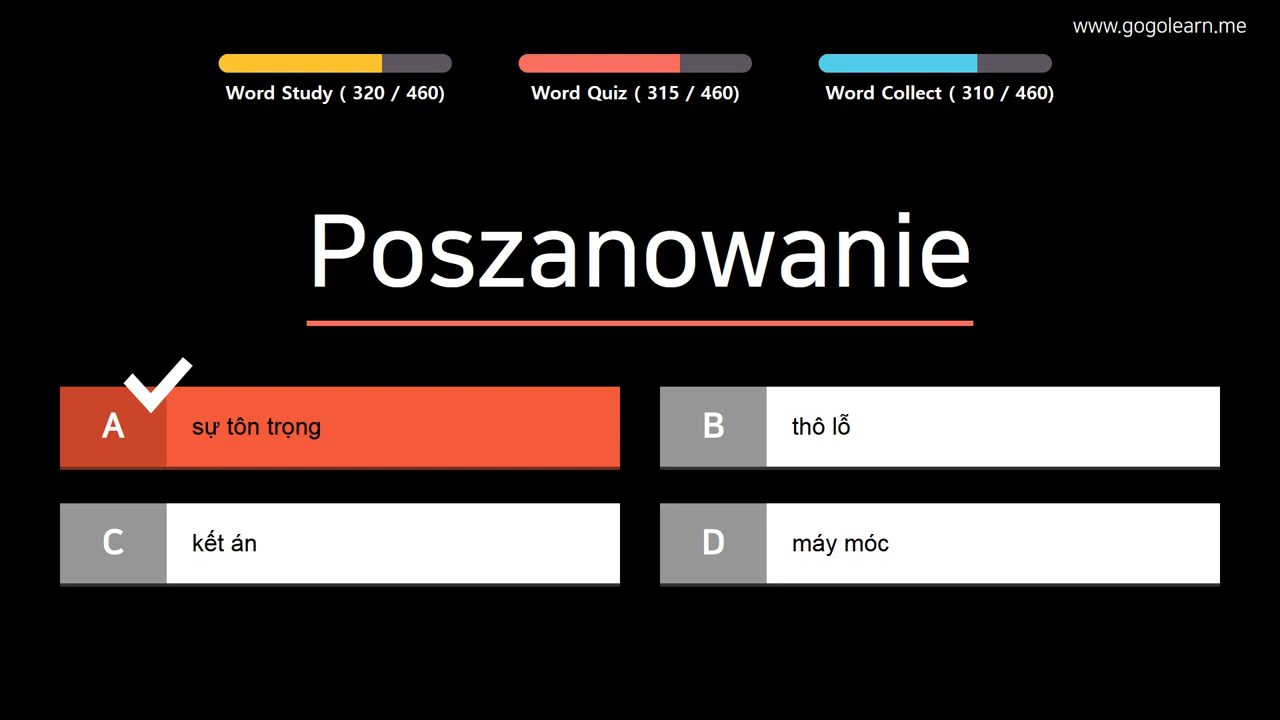 www.gogolearn.me
Word Study ( 320 / 460)
Word Quiz ( 315 / 460)
Word Collect ( 310 / 460)
Poszanowanie
A sự tôn trọng
B thô lỗ
C kết án
D máy móc